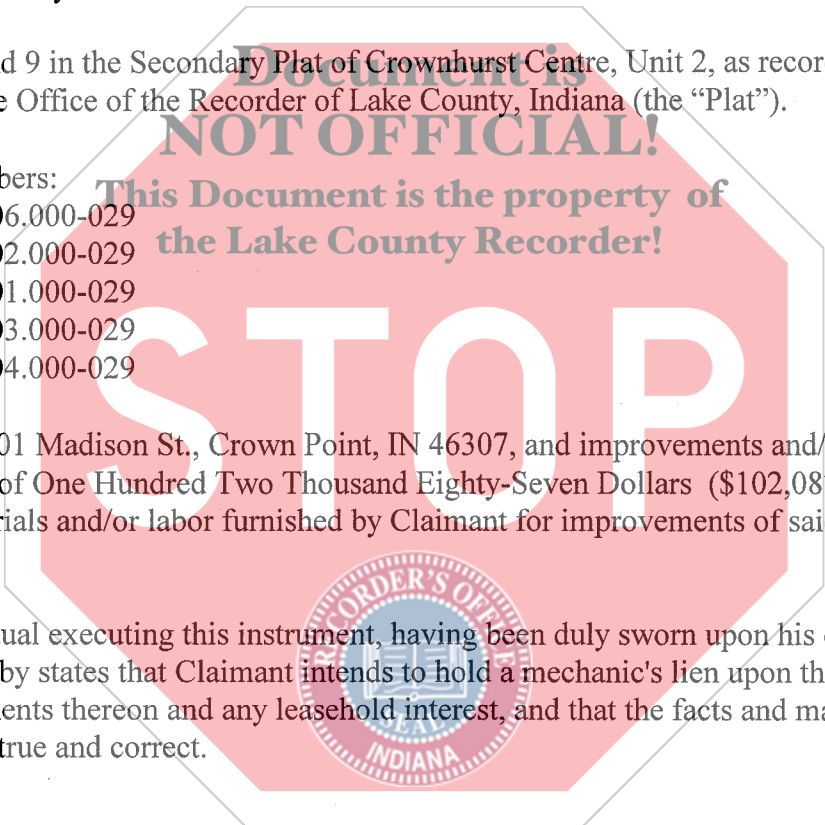 Document is
d 9 in the Secondary Plat of Crownhurst Centre, Unit 2, as recor
e Office of the Recorder of Lake County, Indiana (the “Plat”).
NOT OFFICIAL!
bers:
This Document is the property of
6.000-029
the Lake County Recorder!
2.000-029
1.000-029
3.000-029
4.000-029
STOP
01 Madison St., Crown Point, IN 46307, and improvements and/
of One Hundred Two Thousand Eighty-Seven Dollars ($102,08
rials and/or labor furnished by Claimant for improvements of sai
RECORDER'S OFFICE
ual executing this instrument, having been duly sworn upon his
by states that Claimant intends to hold a mechanic's lien upon th
ents thereon and any leasehold interest, and that the facts and ma
SEAL
true and correct.
INDIANA